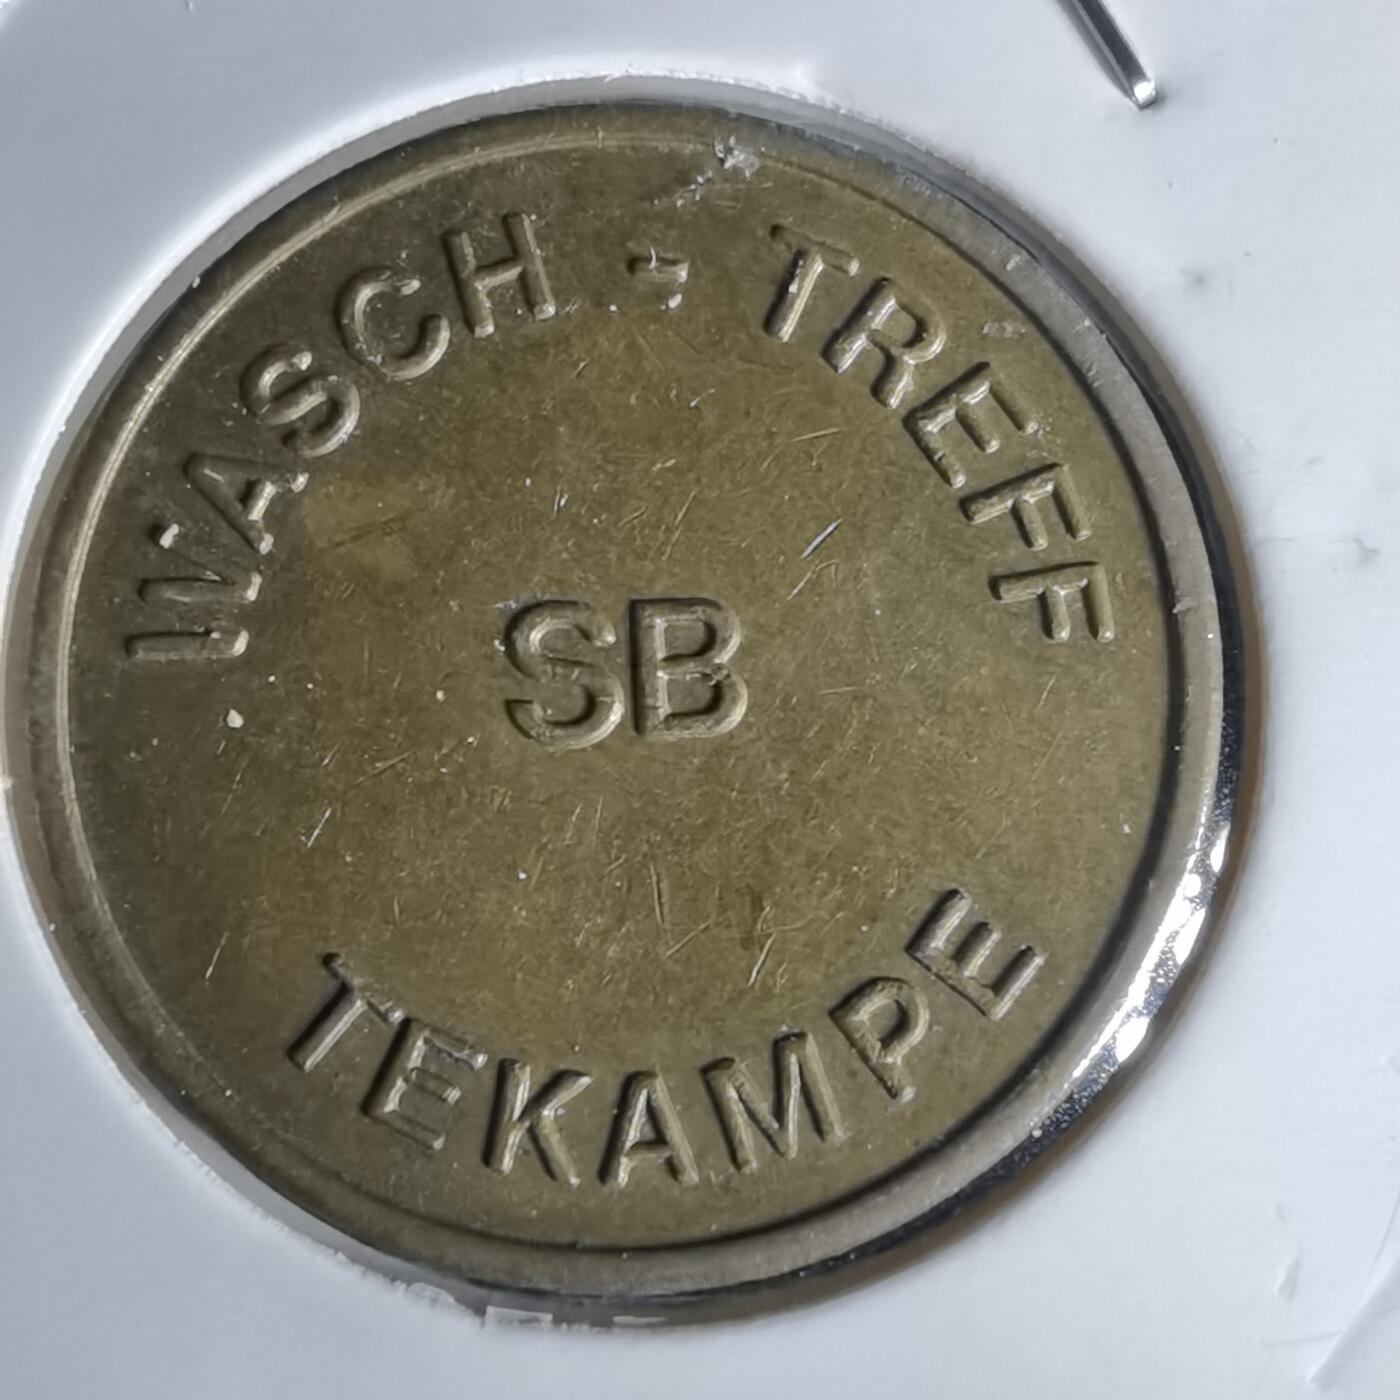 WASCH - TREFF
SB
TEKAMPE